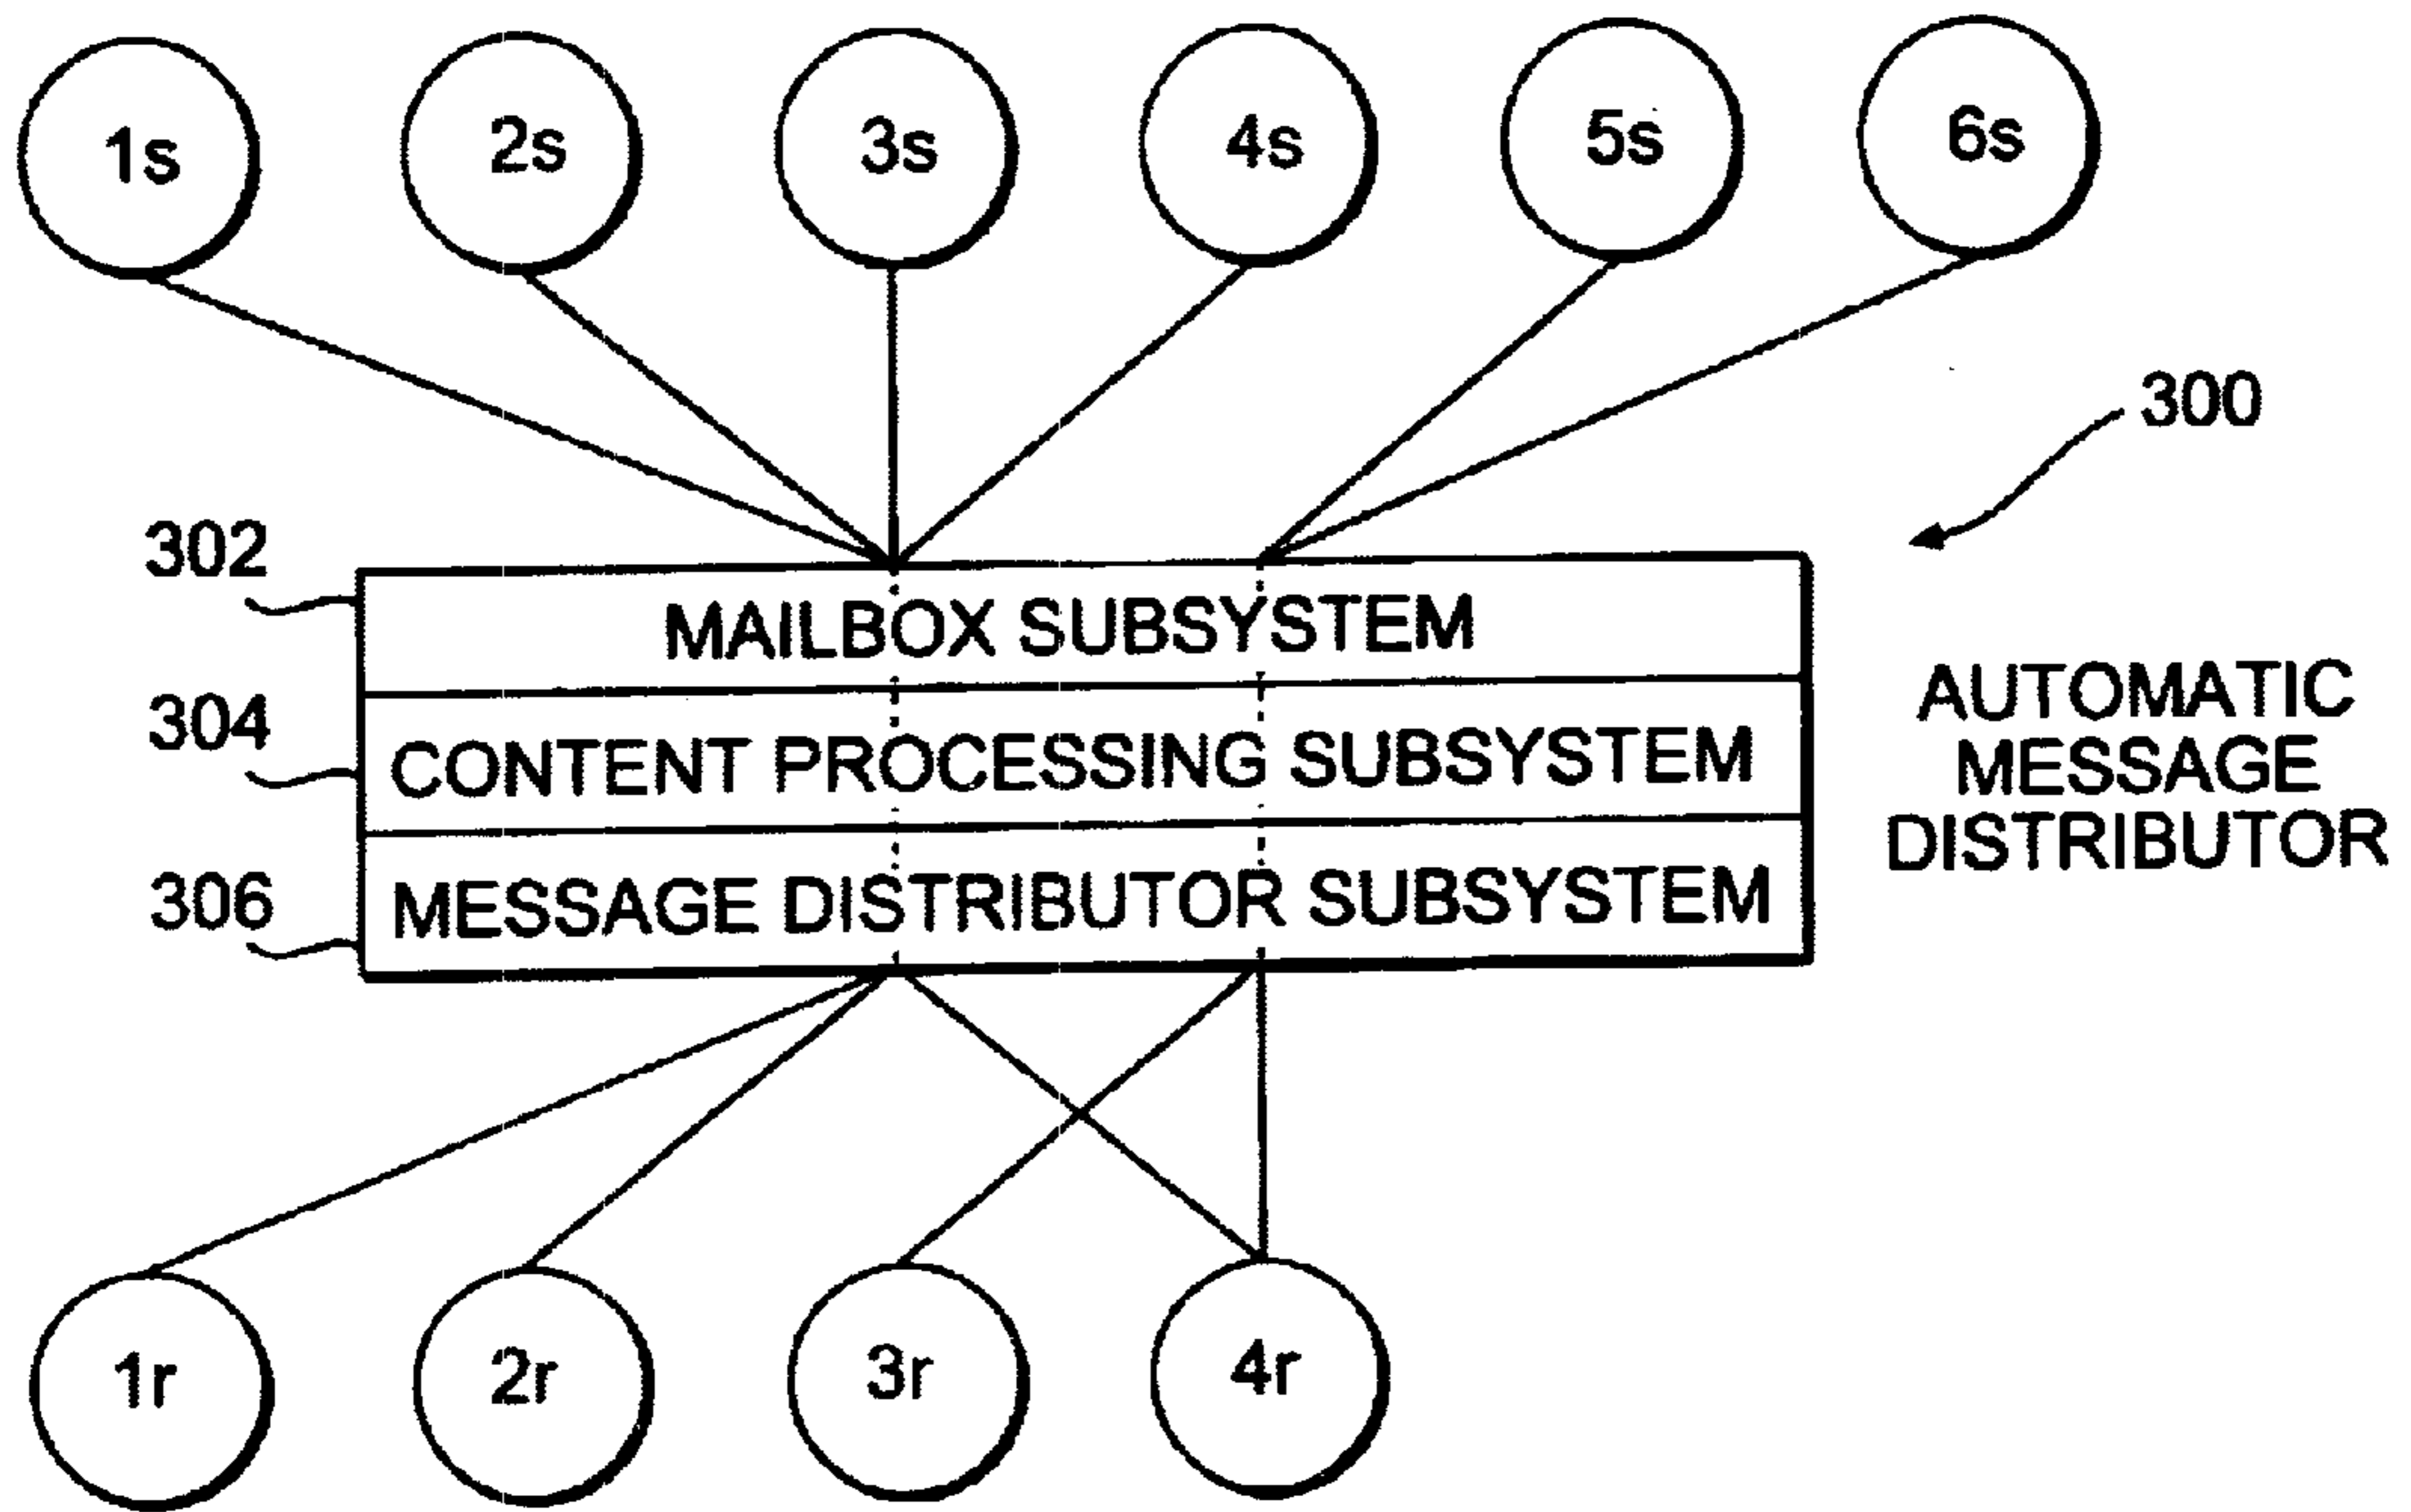 1s
2s
3s
4s
5s
6s
300
302
MAILBOX SUBSYSTEM
304
CONTENT PROCESSING SUBSYSTEM
306
MESSAGE DISTRIBUTOR SUBSYSTEM
AUTOMATIC
MESSAGE
DISTRIBUTOR
1r
2r
3r
4r